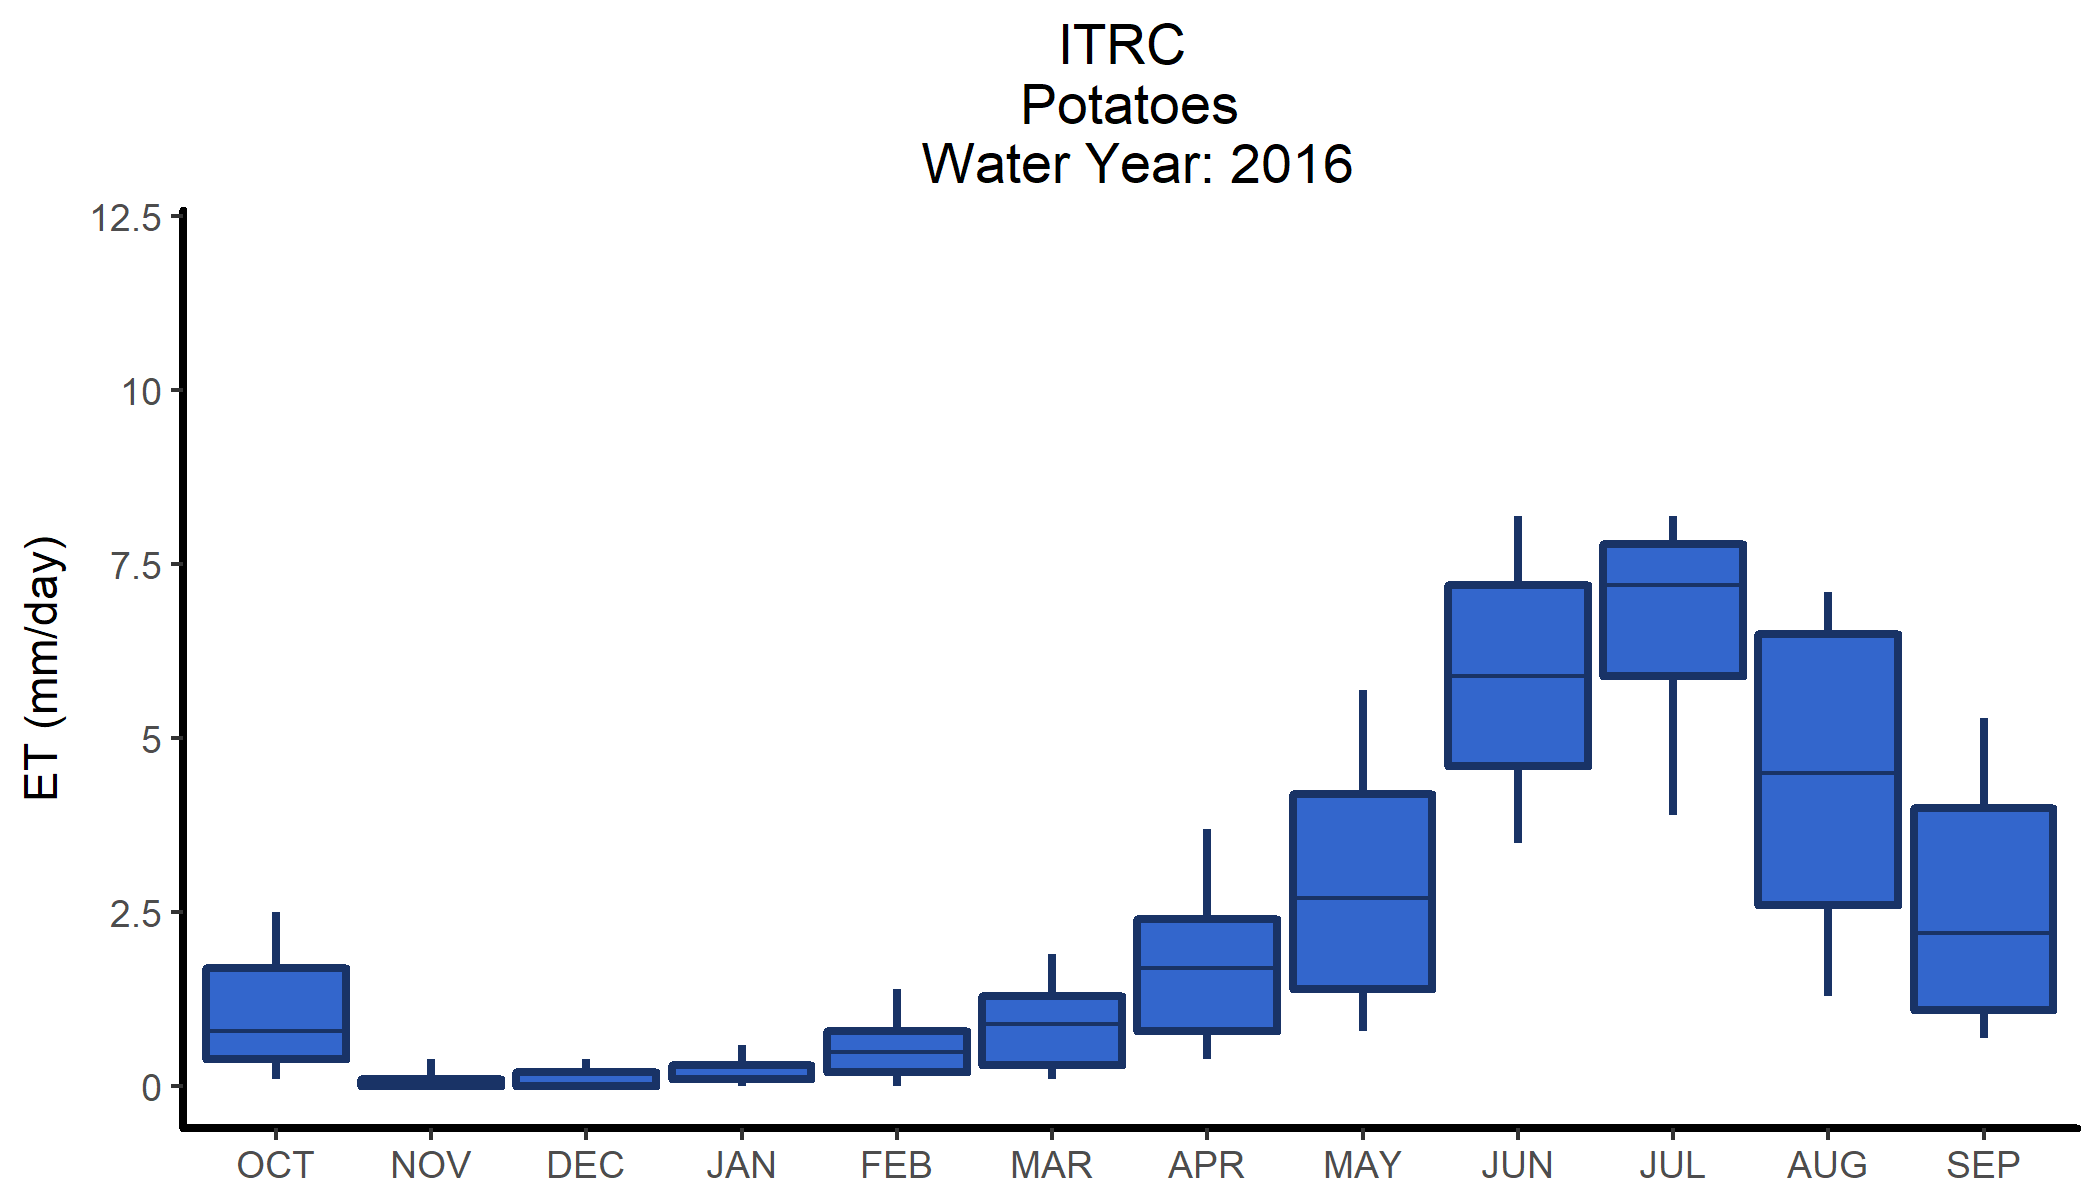 ITRC
Potatoes
Water Year: 2016
ET (mm/day)
12.5
10
7.5
5
2.5
0
OCT NOV DEC JAN FEB MAR APR MAY JUN JUL AUG SEP